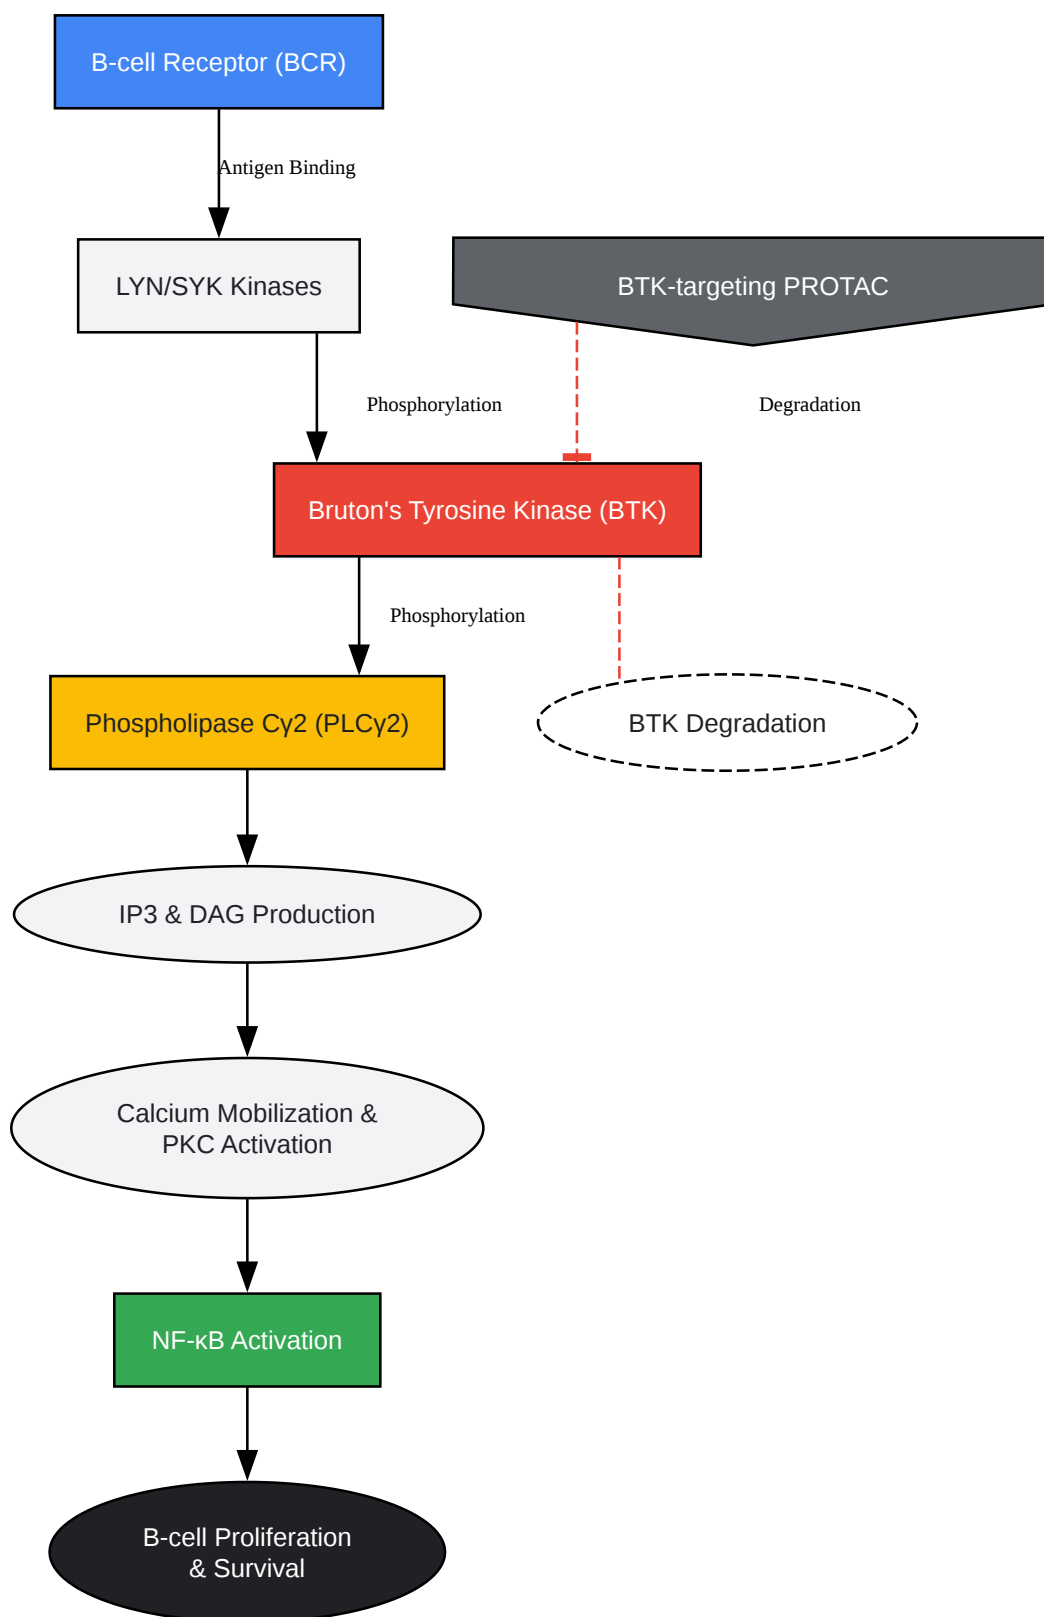 B-cell Receptor (BCR)
Antigen Binding
LYN/SYK Kinases
BTK-targeting PROTAC
Phosphorylation
Degradation
Bruton's Tyrosine Kinase (BTK)
Phosphorylation
Phospholipase Cγ2 (PLCγ2)
BTK Degradation
IP3 & DAG Production
Calcium Mobilization &
PKC Activation
NF-κB Activation
B-cell Proliferation
& Survival